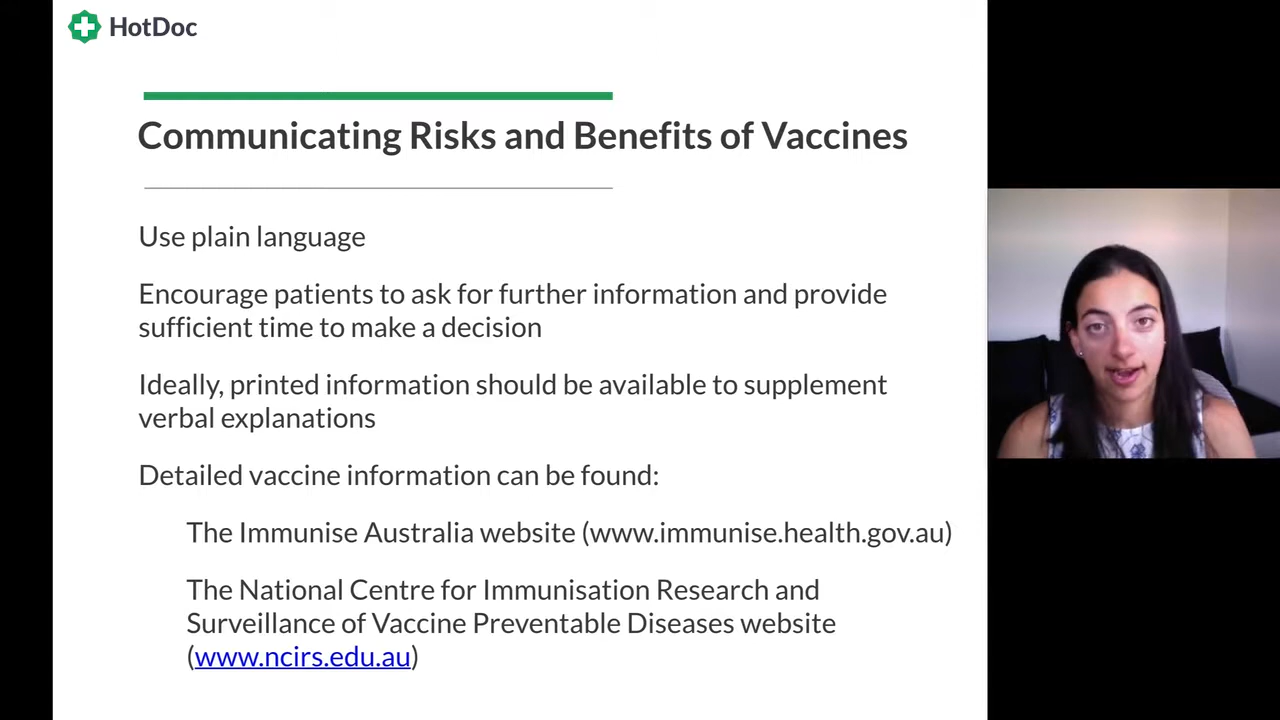 HotDoc
Communicating Risks and Benefits of Vaccines
Use plain language
Encourage patients to ask for further information and provide
sufficient time to make a decision
Ideally, printed information should be available to supplement
verbal explanations
Detailed vaccine information can be found:
The Immunise Australia website (www.immunise.health.gov.au)
The National Centre for Immunisation Research and
Surveillance of Vaccine Preventable Diseases website
(www.ncirs.edu.au)